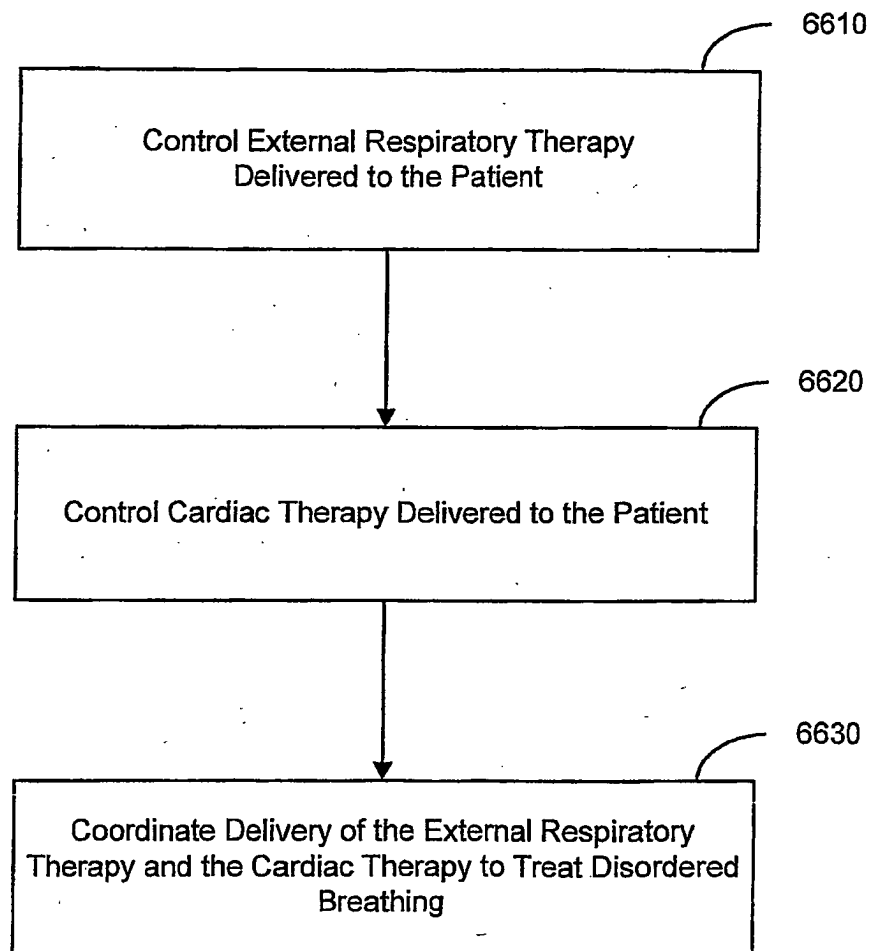 6610
Control External Respiratory Therapy
Delivered to the Patient
6620
Control Cardiac Therapy Delivered to the Patient
6630
Coordinate Delivery of the External Respiratory
Therapy and the Cardiac Therapy to Treat Disordered
Breathing